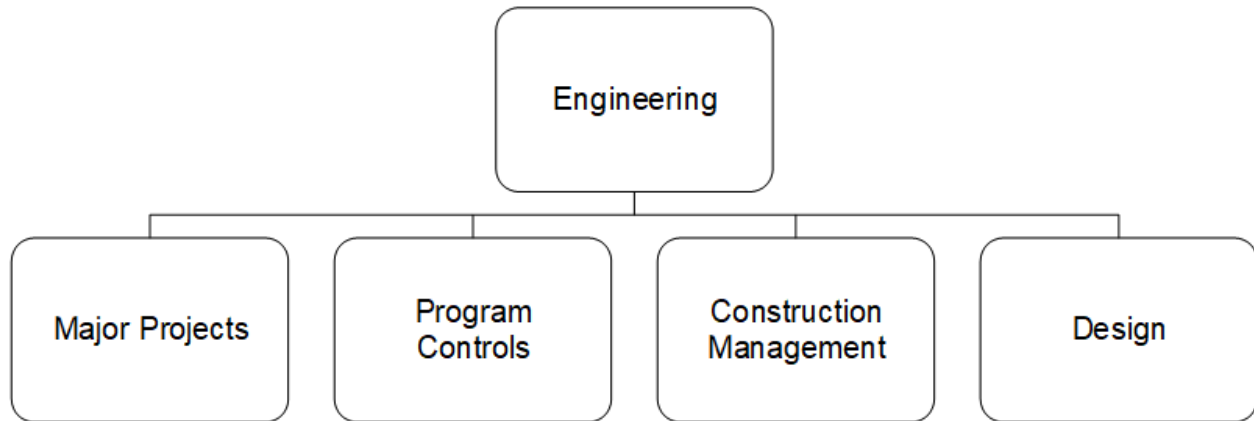 Engineering
Major Projects
Program
Controls
Construction
Management
Design